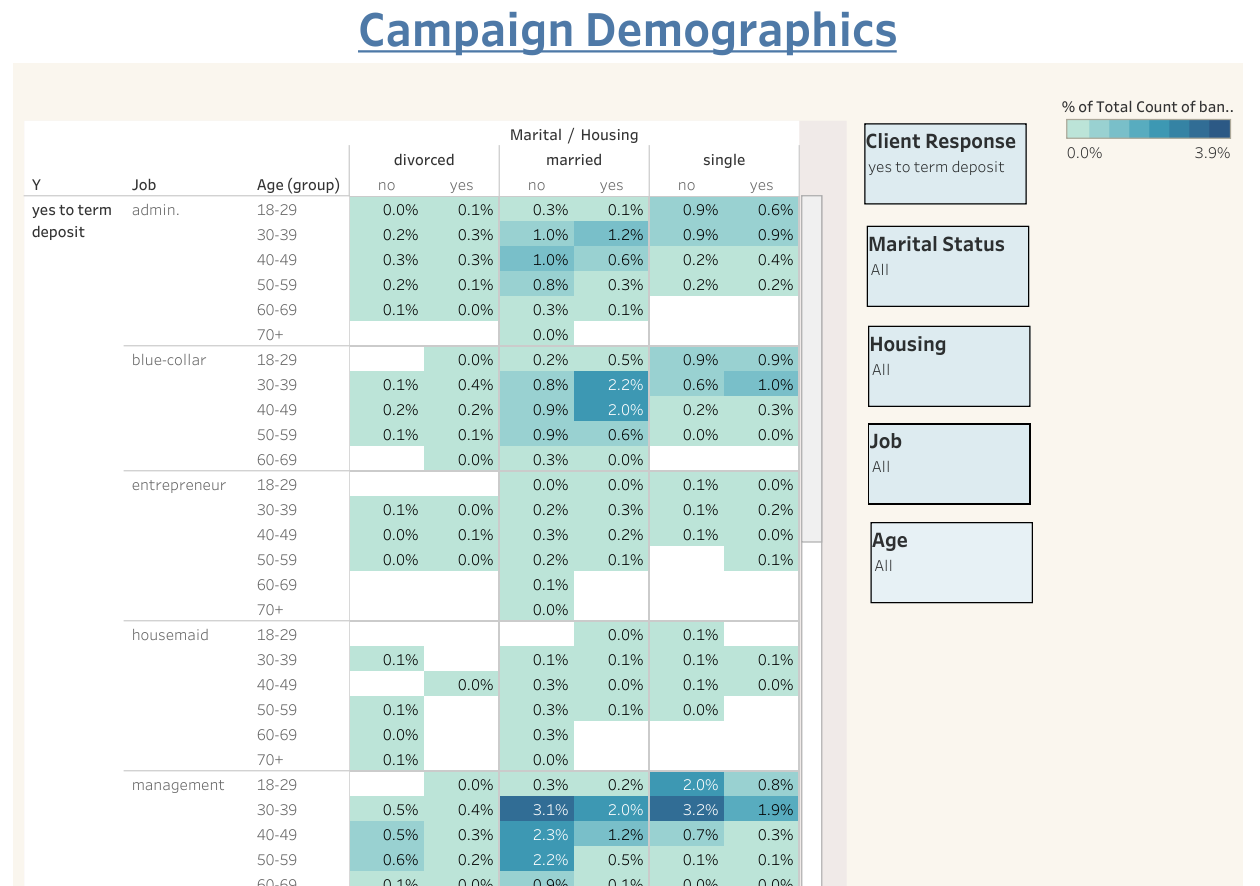 Campaign Demographics
% of Total Count of ban..
0.0% 3.9%
Marital / Housing
divorced married single
Y Job Age (group) no yes no yes no yes
yes to term deposit admin. 18-29 0.0% 0.1% 0.3% 0.1% 0.9% 0.6%
30-39 0.2% 0.3% 1.0% 1.2% 0.9% 0.9%
40-49 0.3% 0.3% 1.0% 0.6% 0.2% 0.4%
50-59 0.2% 0.1% 0.8% 0.3% 0.2% 0.2%
60-69 0.1% 0.0% 0.3% 0.1%
70+ 0.0%
blue-collar 18-29 0.0% 0.2% 0.5% 0.9% 0.9%
30-39 0.1% 0.4% 0.8% 2.2% 0.6% 1.0%
40-49 0.2% 0.2% 0.9% 2.0% 0.2% 0.3%
50-59 0.1% 0.1% 0.9% 0.6% 0.0% 0.0%
60-69 0.0% 0.3% 0.0%
entrepreneur 18-29 0.0% 0.0% 0.1% 0.0%
30-39 0.1% 0.0% 0.2% 0.3% 0.1% 0.2%
40-49 0.0% 0.1% 0.3% 0.2% 0.1% 0.0%
50-59 0.0% 0.0% 0.2% 0.1% 0.1%
60-69 0.1%
70+ 0.0%
housemaid 18-29 0.0% 0.1%
30-39 0.1% 0.1% 0.1% 0.1% 0.1%
40-49 0.0% 0.3% 0.0% 0.1% 0.0%
50-59 0.1% 0.3% 0.1% 0.0%
60-69 0.0% 0.3%
70+ 0.1% 0.0%
management 18-29 0.0% 0.3% 0.2% 2.0% 0.8%
30-39 0.5% 0.4% 3.1% 2.0% 3.2% 1.9%
40-49 0.5% 0.3% 2.3% 1.2% 0.7% 0.3%
50-59 0.6% 0.2% 2.2% 0.5% 0.1% 0.1%
60-69 0.1% 0.0% 0.9% 0.1% 0.0% 0.0%
Client Response
yes to term deposit
Marital Status
All
Housing
All
Job
All
Age
All